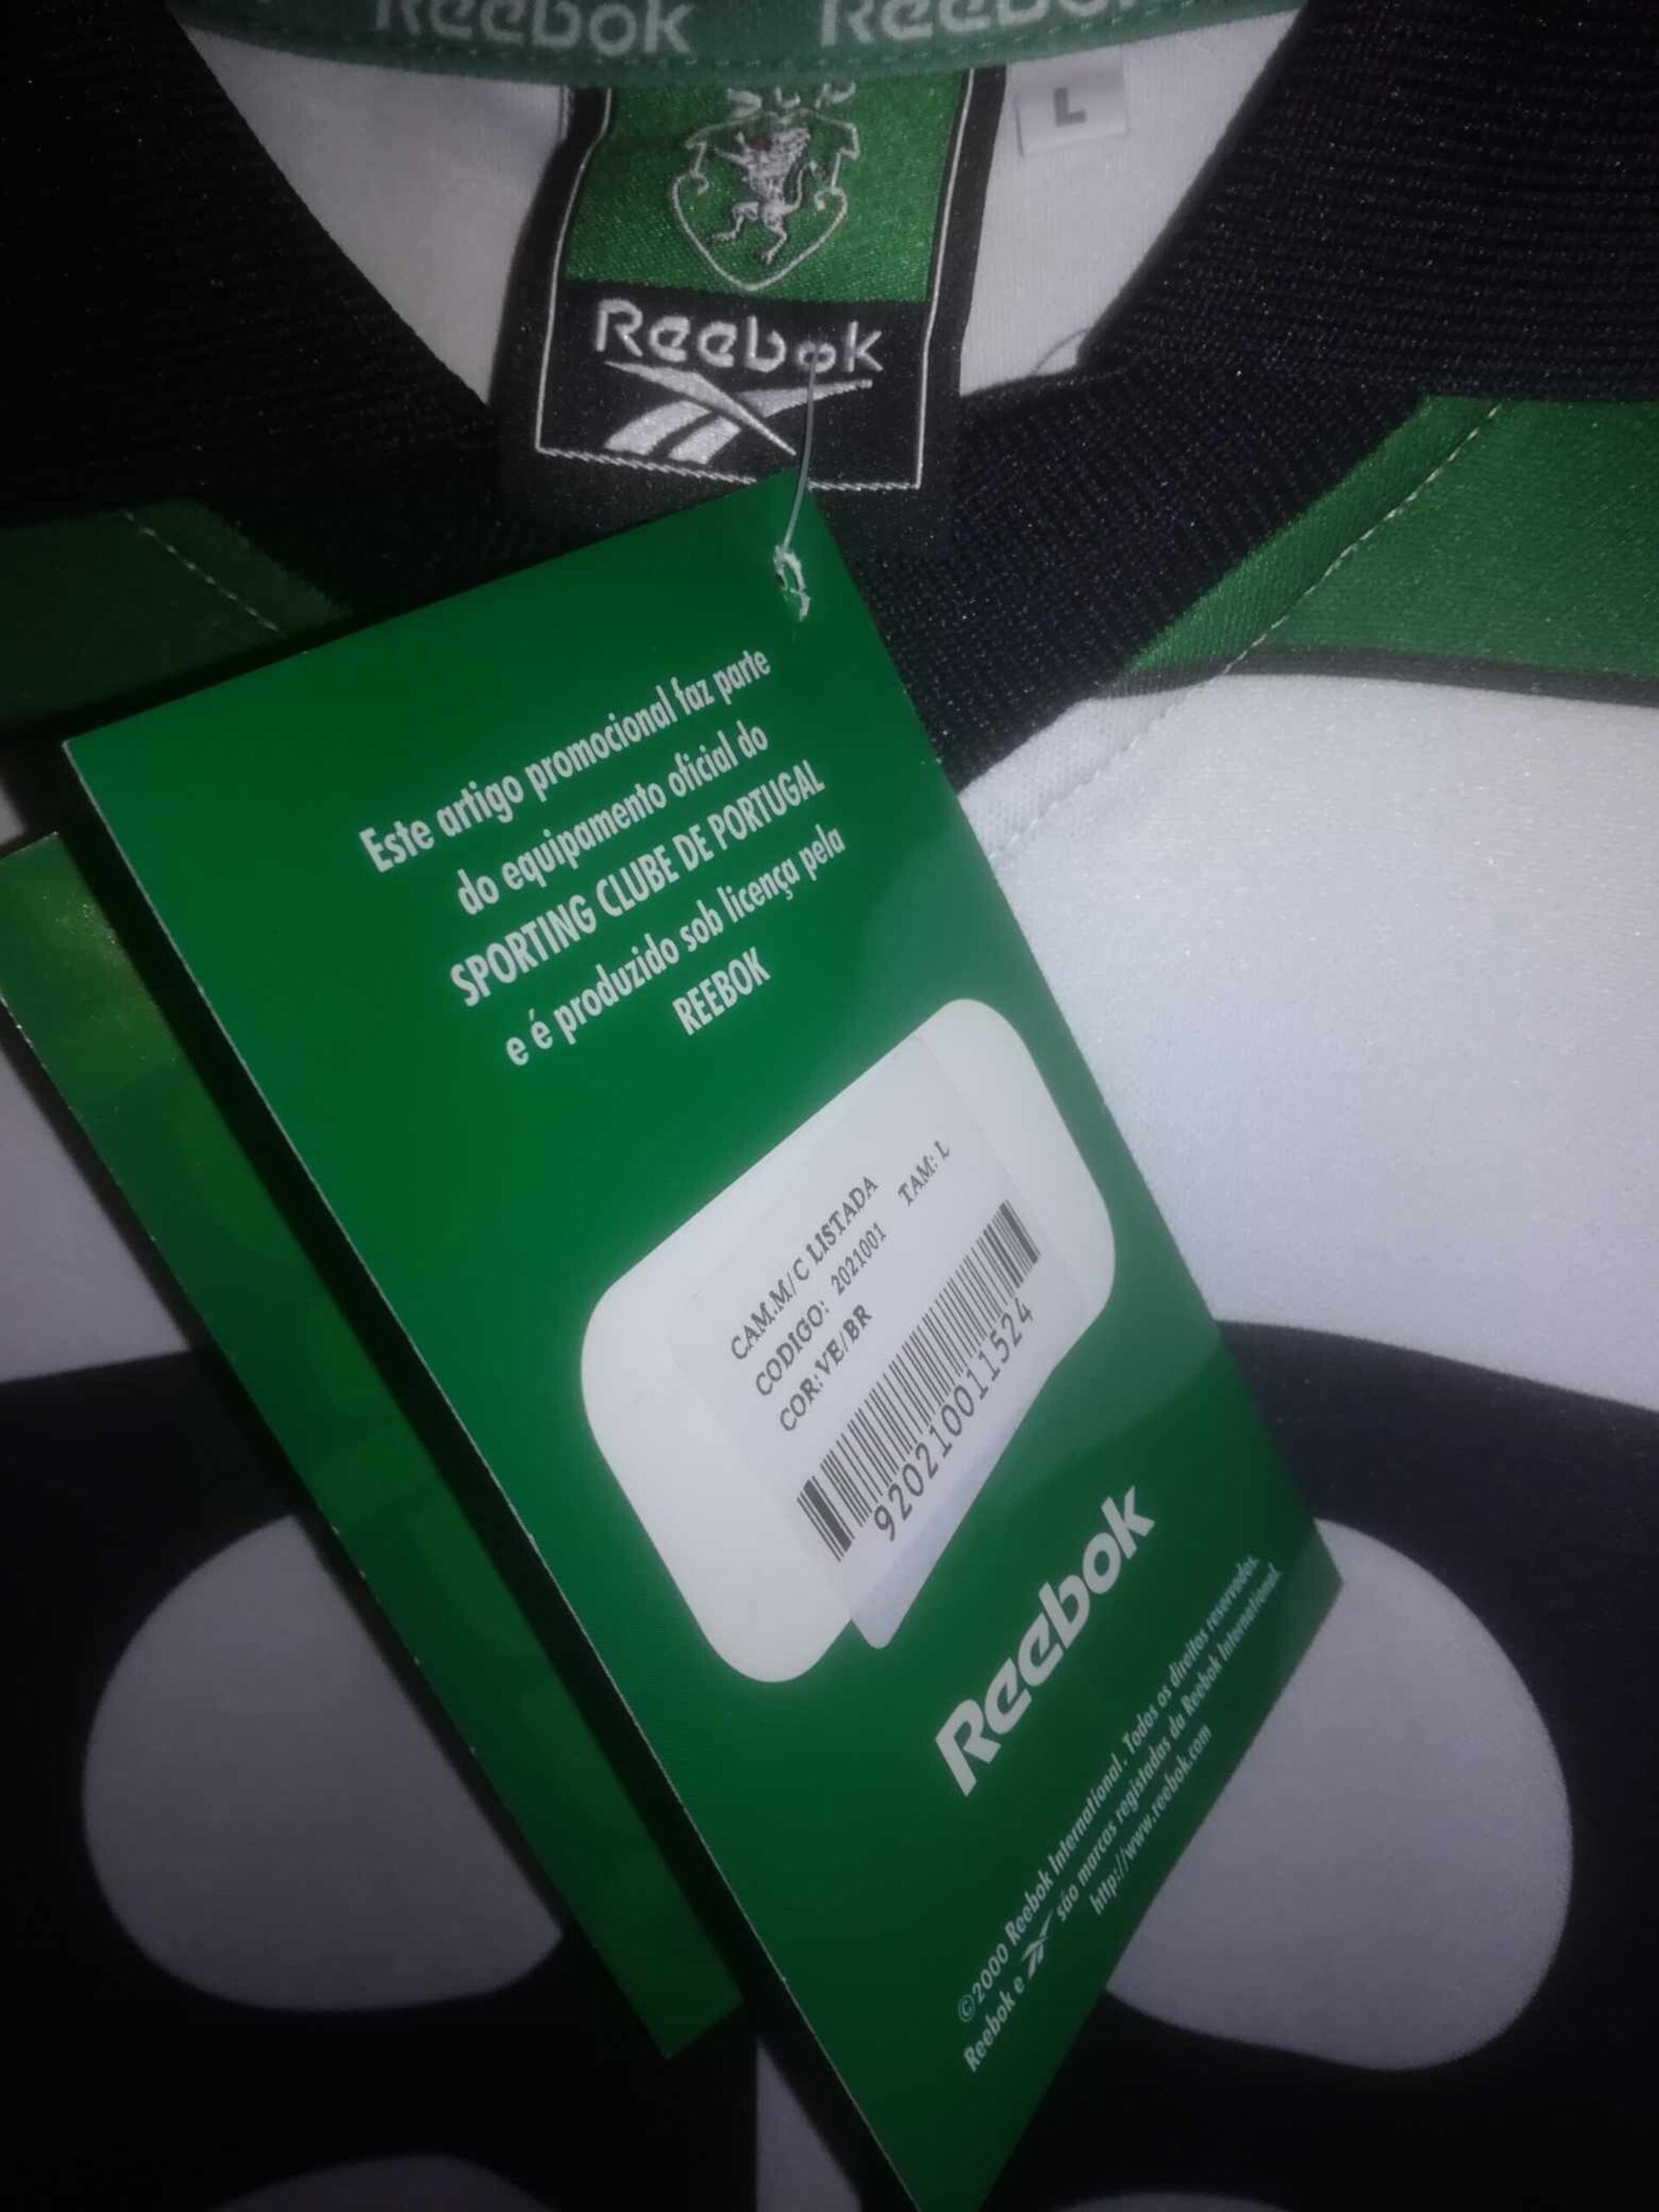 Reebok Reebok
SCP
L
Reebok
Este artigo promocional faz parte
do equipamento oficial do
SPORTING CLUBE DE PORTUGAL
e é produzido sob licença pela
REEBOK
CAM.M/C LISTADA
CODIGO: 2021001 TAM: L
COR:VE/BR
920210011524
Reebok
©2000 Reebok International. Todos os direitos reservados.
Reebok e são marcas registadas da Reebok International.
http://www.reebok.com